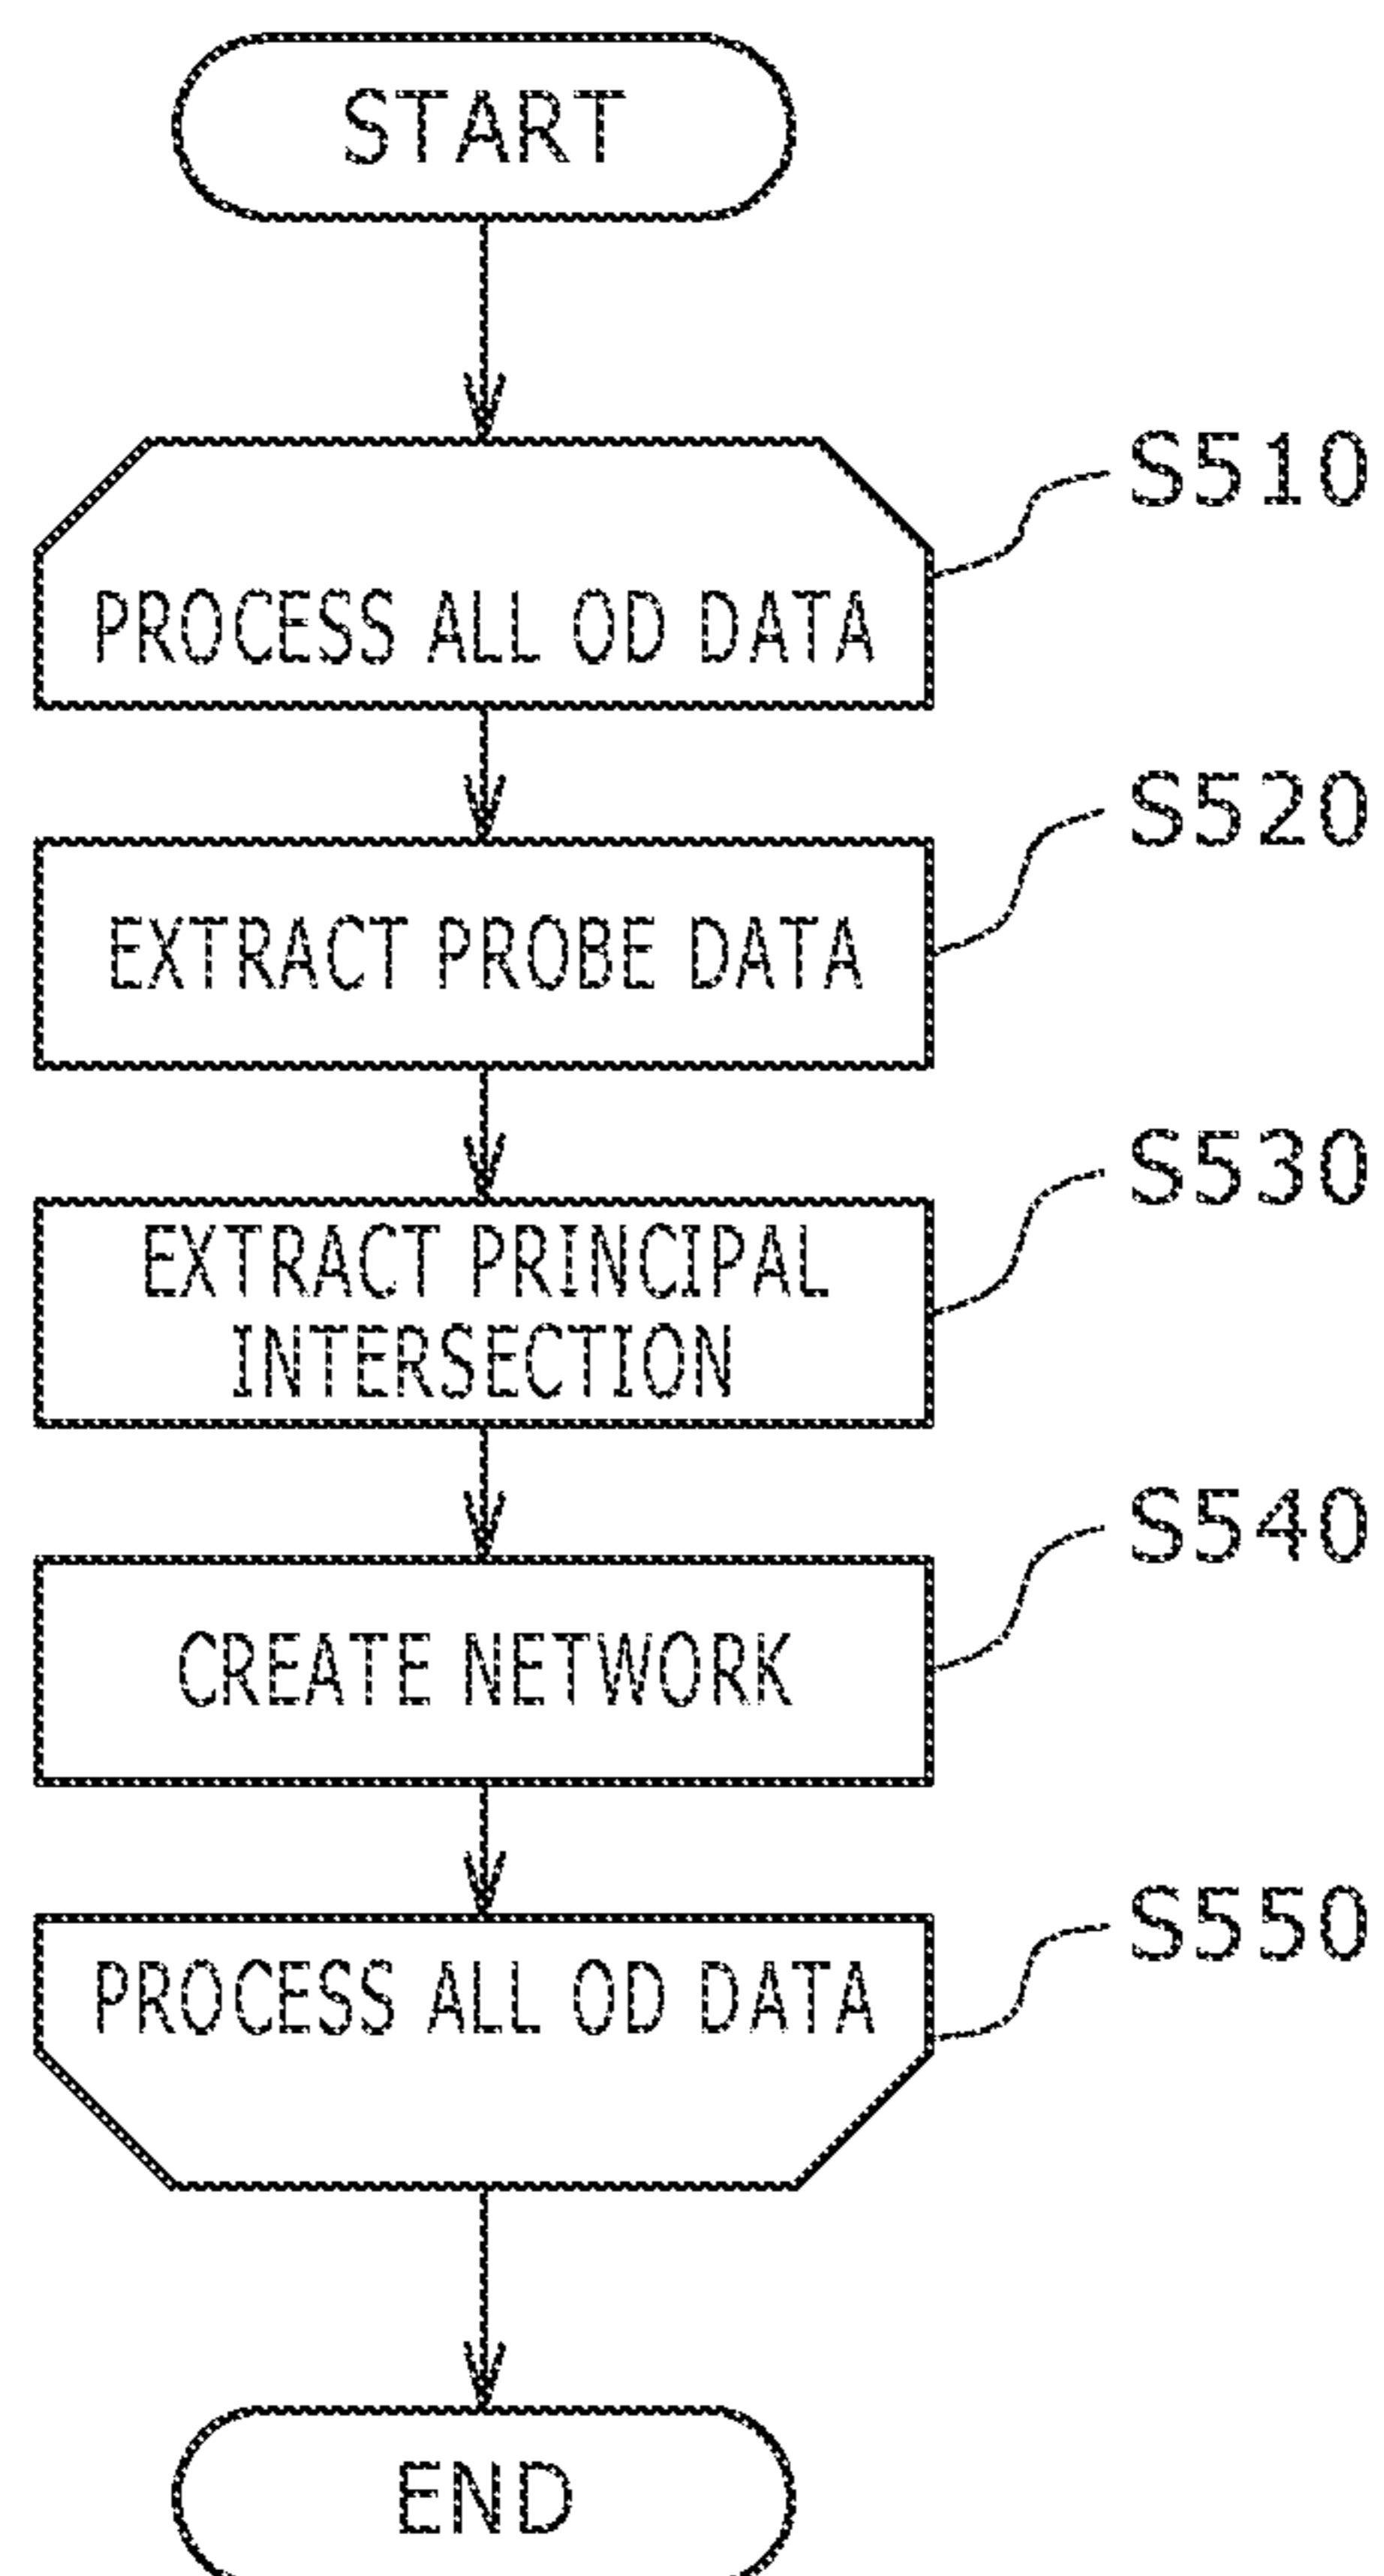 START
S510
PROCESS ALL OD DATA
S520
EXTRACT PROBE DATA
S530
EXTRACT PRINCIPAL
INTERSECTION
S540
CREATE NETWORK
S550
PROCESS ALL OD DATA
END